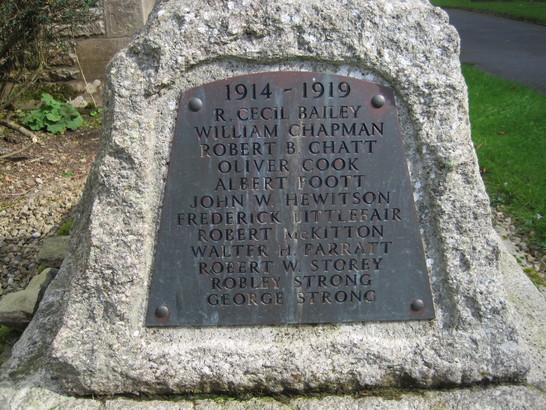 1914 - 1919
R. CECIL BAILEY
WILLIAM CHAPMAN
ROBERT B. CHATT
OLIVER COOK
ALBERT FOOTT
JOHN W. HEWITSON
FREDERICK LITTLEFAIR
ROBERT McKITTON
WALTER H. PARRATT
ROBERT W. STOREY
ROBLEY STRONG
GEORGE STRONG